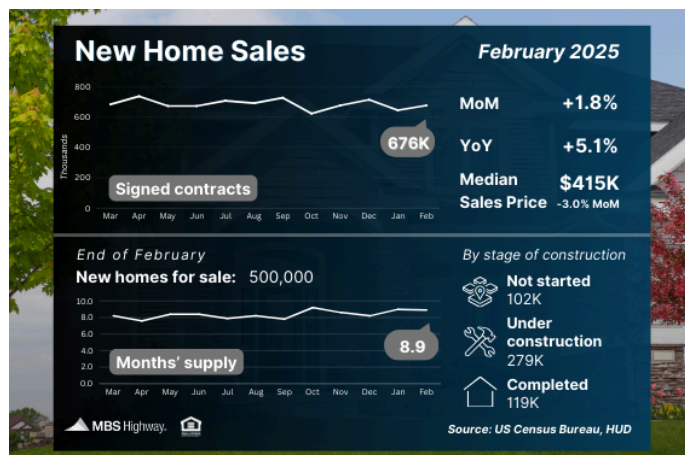 New Home Sales
February 2025
800
600
400
200
0
Thousands
676K
Signed contracts
Mar Apr May Jun Jul Aug Sep Oct Nov Dec Jan Feb
MoM +1.8%
YoY +5.1%
Median
Sales Price
$415K
-3.0% MoM
End of February
New homes for sale: 500,000
10.0
8.0
6.0
4.0
2.0
0.0
8.9
Months' supply
Mar Apr May Jun Jul Aug Sep Oct Nov Dec Jan Feb
By stage of construction
Not started
102K
Under
construction
279K
Completed
119K
MBS Highway.
Source: US Census Bureau, HUD